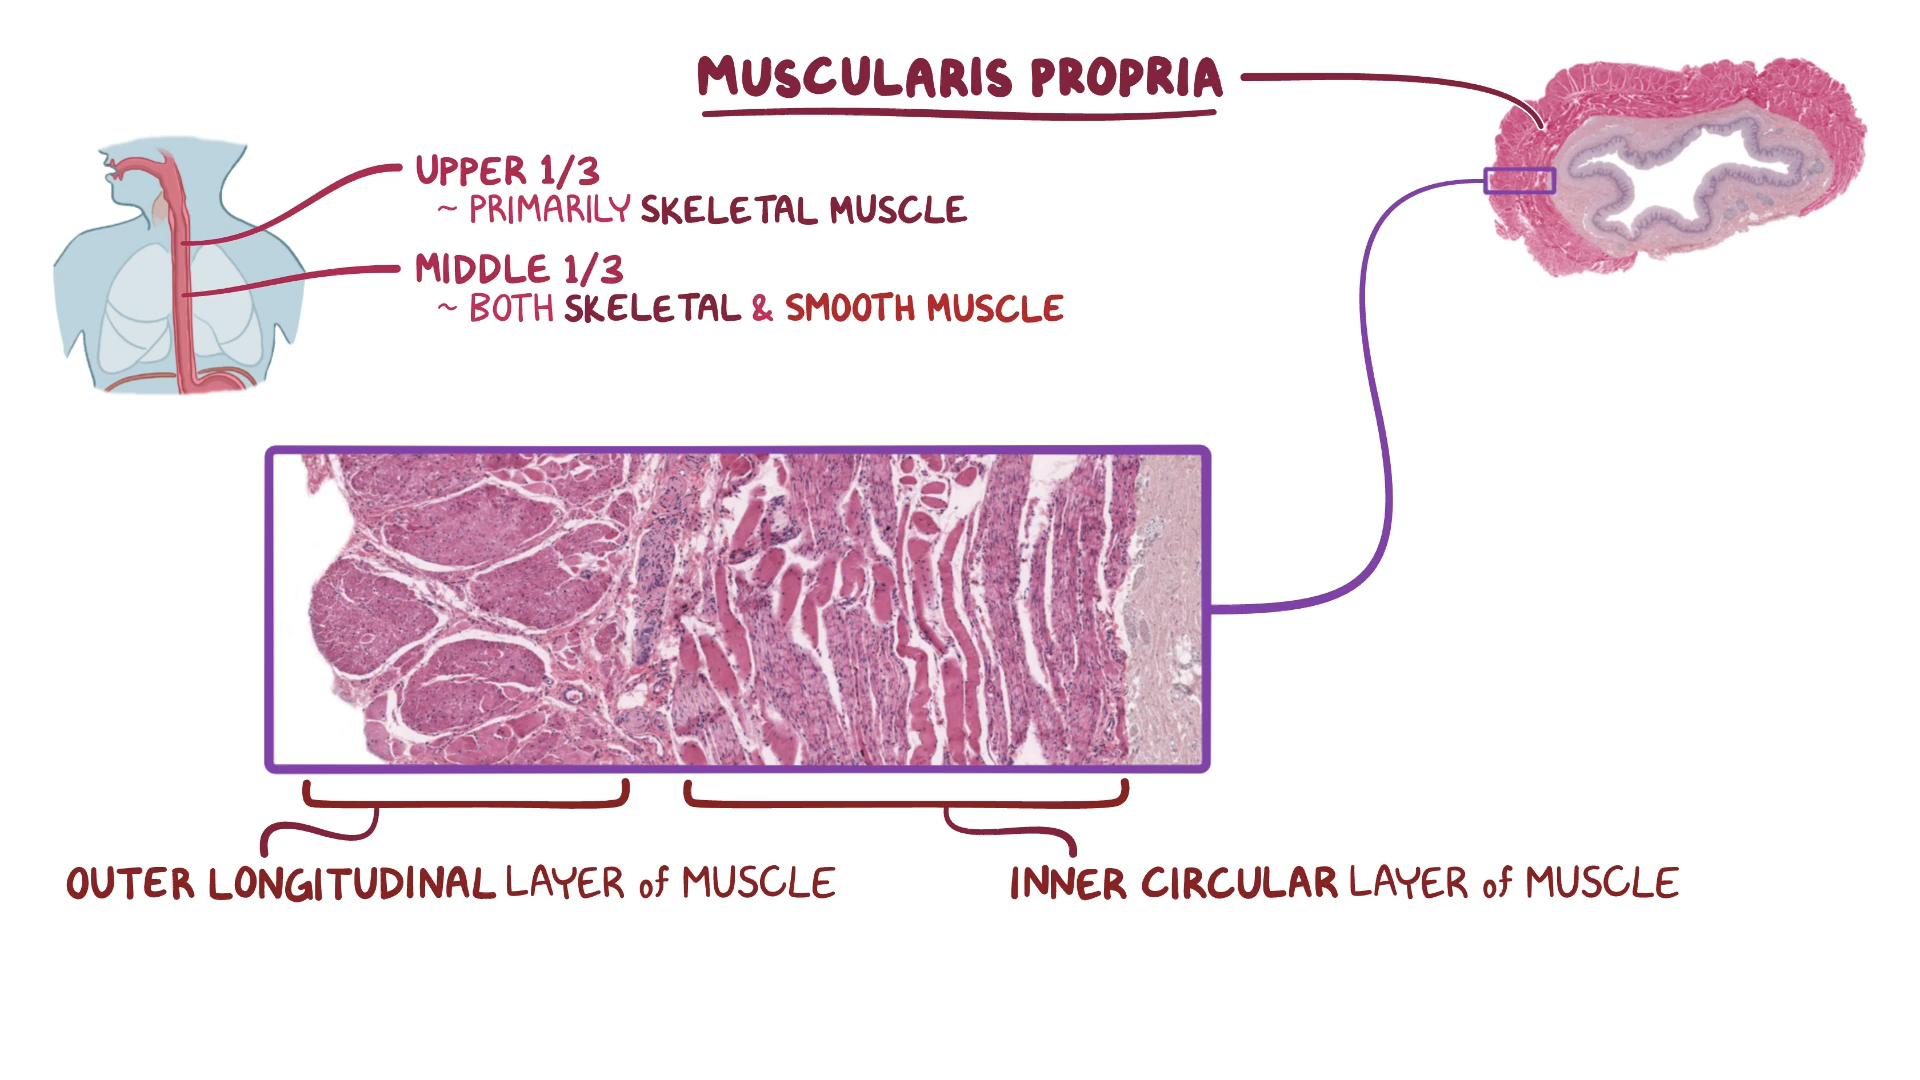 MUSCULARIS PROPRIA
UPPER 1/3
~ PRIMARILY SKELETAL MUSCLE
MIDDLE 1/3
~ BOTH SKELETAL & SMOOTH MUSCLE
OUTER LONGITUDINAL LAYER of MUSCLE
INNER CIRCULAR LAYER of MUSCLE